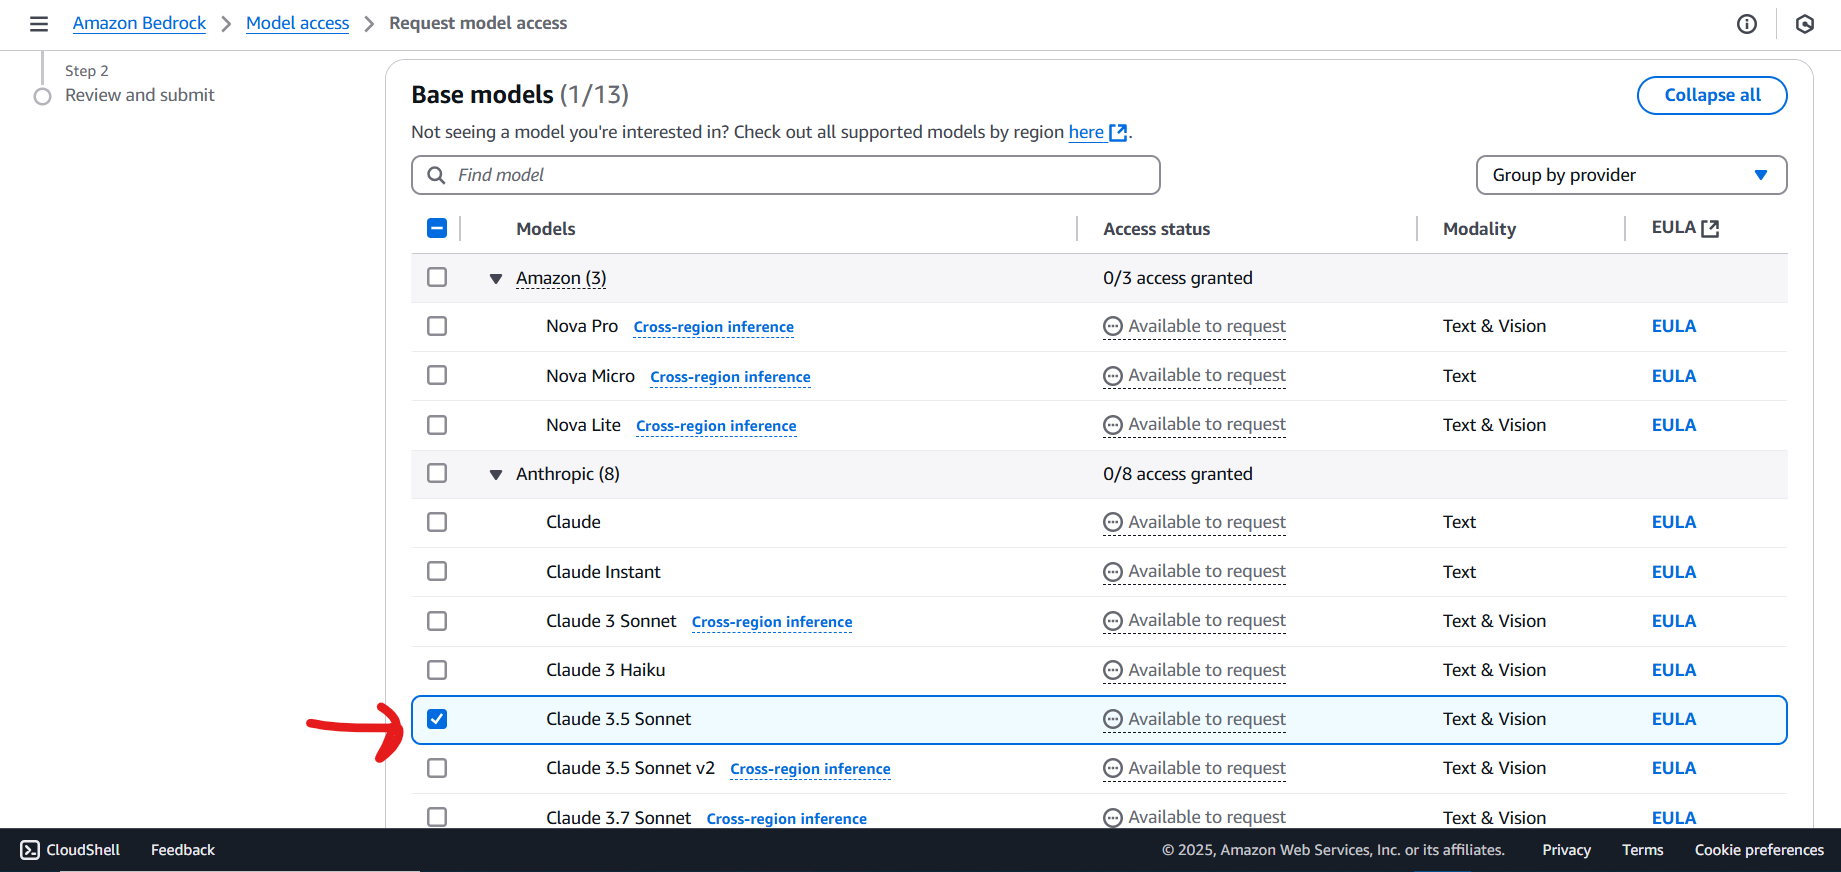 Amazon Bedrock > Model access > Request model access
Step 2
Review and submit
Base models (1/13)
Collapse all
Not seeing a model you're interested in? Check out all supported models by region here.
Find model
Group by provider
Models Access status Modality EULA
Amazon (3) 0/3 access granted
Nova Pro Cross-region inference Available to request Text & Vision EULA
Nova Micro Cross-region inference Available to request Text EULA
Nova Lite Cross-region inference Available to request Text & Vision EULA
Anthropic (8) 0/8 access granted
Claude Available to request Text EULA
Claude Instant Available to request Text EULA
Claude 3 Sonnet Cross-region inference Available to request Text & Vision EULA
Claude 3 Haiku Available to request Text & Vision EULA
Claude 3.5 Sonnet Available to request Text & Vision EULA
Claude 3.5 Sonnet v2 Cross-region inference Available to request Text & Vision EULA
Claude 3.7 Sonnet Cross-region inference Available to request Text & Vision EULA
CloudShell Feedback © 2025, Amazon Web Services, Inc. or its affiliates. Privacy Terms Cookie preferences